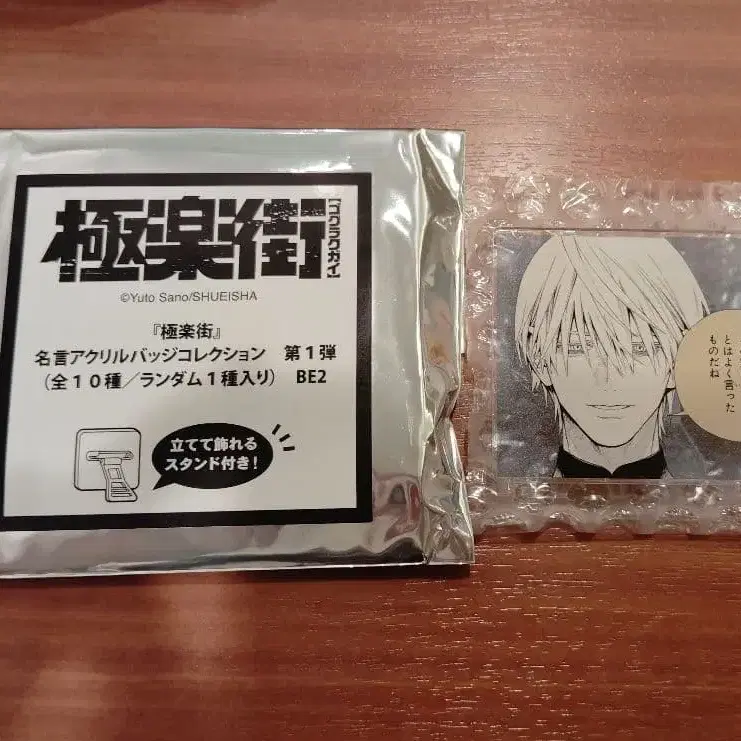 極楽街
【ゴクラクガイ】
©Yuto Sano/SHUEISHA
『極楽街』
名言アクリルバッジコレクション 第１弾
（全１０種／ランダム１種入り） BE2
立てて飾れる
スタンド付き！
とはよく言った
ものだね